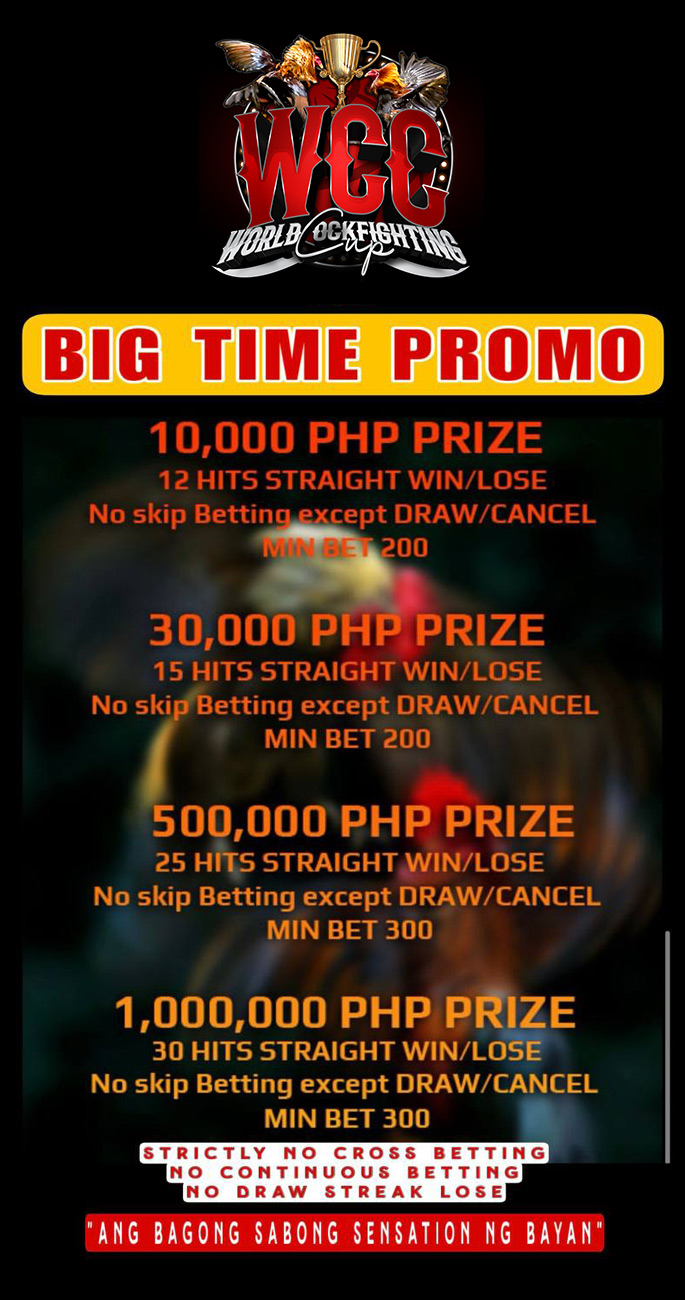 WCC
WORLD COCKFIGHTING
Cup
BIG TIME PROMO
10,000 PHP PRIZE
12 HITS STRAIGHT WIN/LOSE
No skip Betting except DRAW/CANCEL
MIN BET 200
30,000 PHP PRIZE
15 HITS STRAIGHT WIN/LOSE
No skip Betting except DRAW/CANCEL
MIN BET 200
500,000 PHP PRIZE
25 HITS STRAIGHT WIN/LOSE
No skip Betting except DRAW/CANCEL
MIN BET 300
1,000,000 PHP PRIZE
30 HITS STRAIGHT WIN/LOSE
No skip Betting except DRAW/CANCEL
MIN BET 300
STRICTLY NO CROSS BETTING
NO CONTINUOUS BETTING
NO DRAW STREAK LOSE
"ANG BAGONG SABONG SENSATION NG BAYAN"